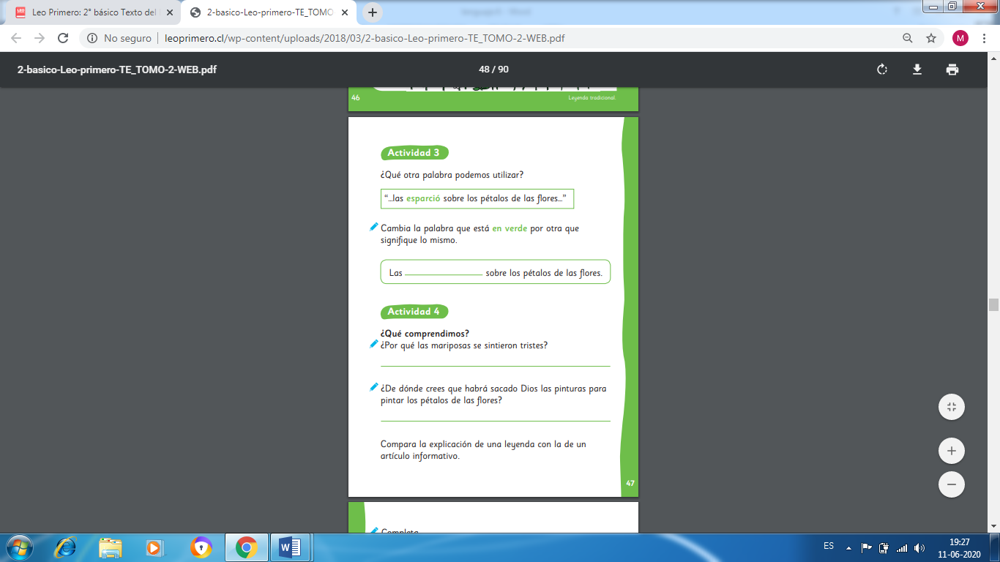 Leo Primero: 2° básico Texto del
2-basico-Leo-primero-TE_TOMO
No seguro
leoprimero.cl/wp-content/uploads/2018/03/2-basico-Leo-primero-TE_TOMO-2-WEB.pdf
M
2-basico-Leo-primero-TE_TOMO-2-WEB.pdf
48 / 90
46
Leyenda tradicional.
Actividad 3
¿Qué otra palabra podemos utilizar?
“...las esparció sobre los pétalos de las flores...”
Cambia la palabra que está en verde por otra que
signifique lo mismo.
Las ________________ sobre los pétalos de las flores.
Actividad 4
¿Qué comprendimos?
¿Por qué las mariposas se sintieron tristes?
¿De dónde crees que habrá sacado Dios las pinturas para
pintar los pétalos de las flores?
Compara la explicación de una leyenda con la de un
artículo informativo.
47
Completa
ES
19:27
11-06-2020